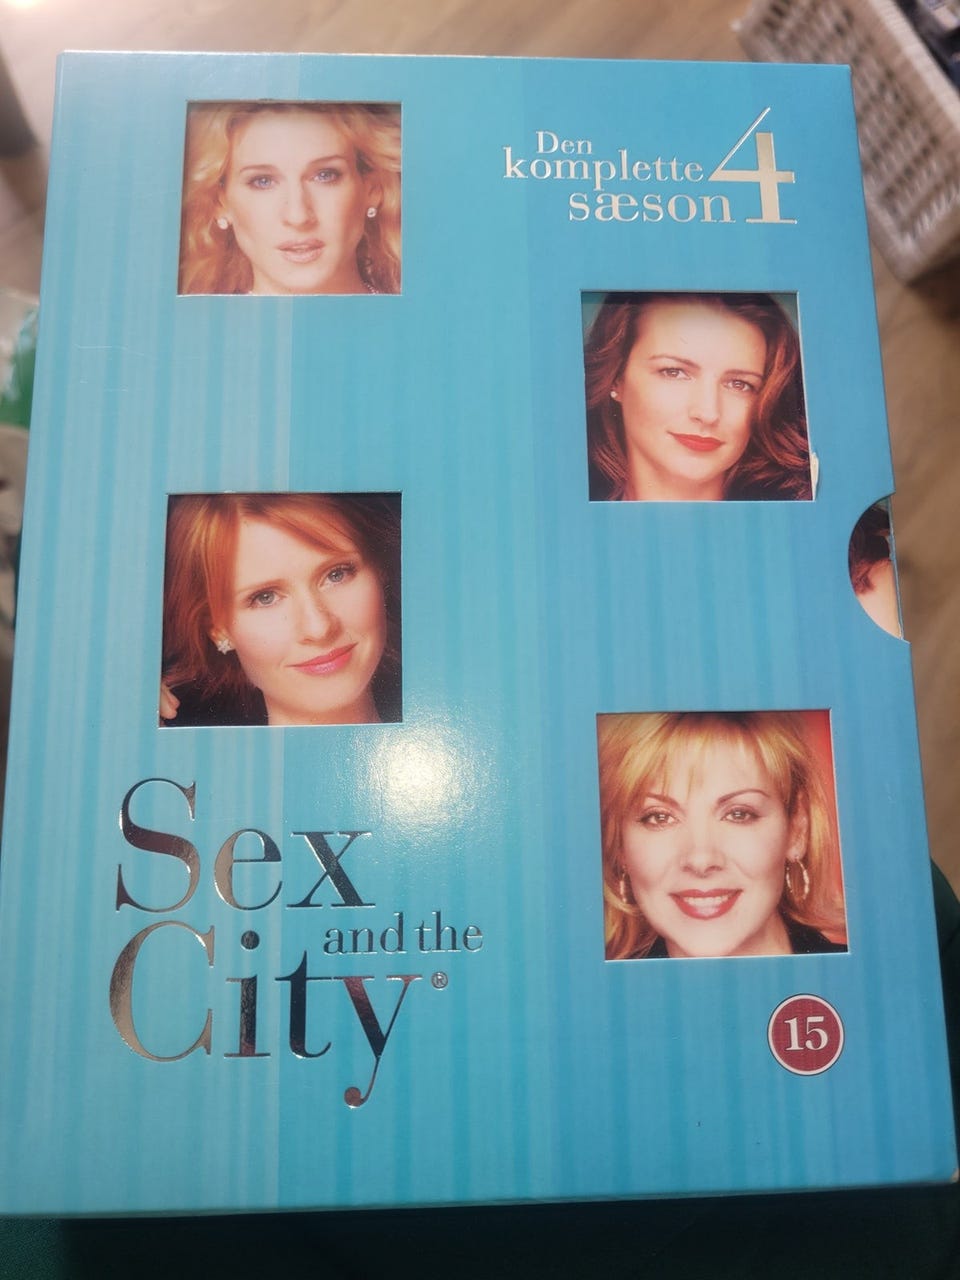 Den
komplette 4
sæson
Sex
and the
City®
15